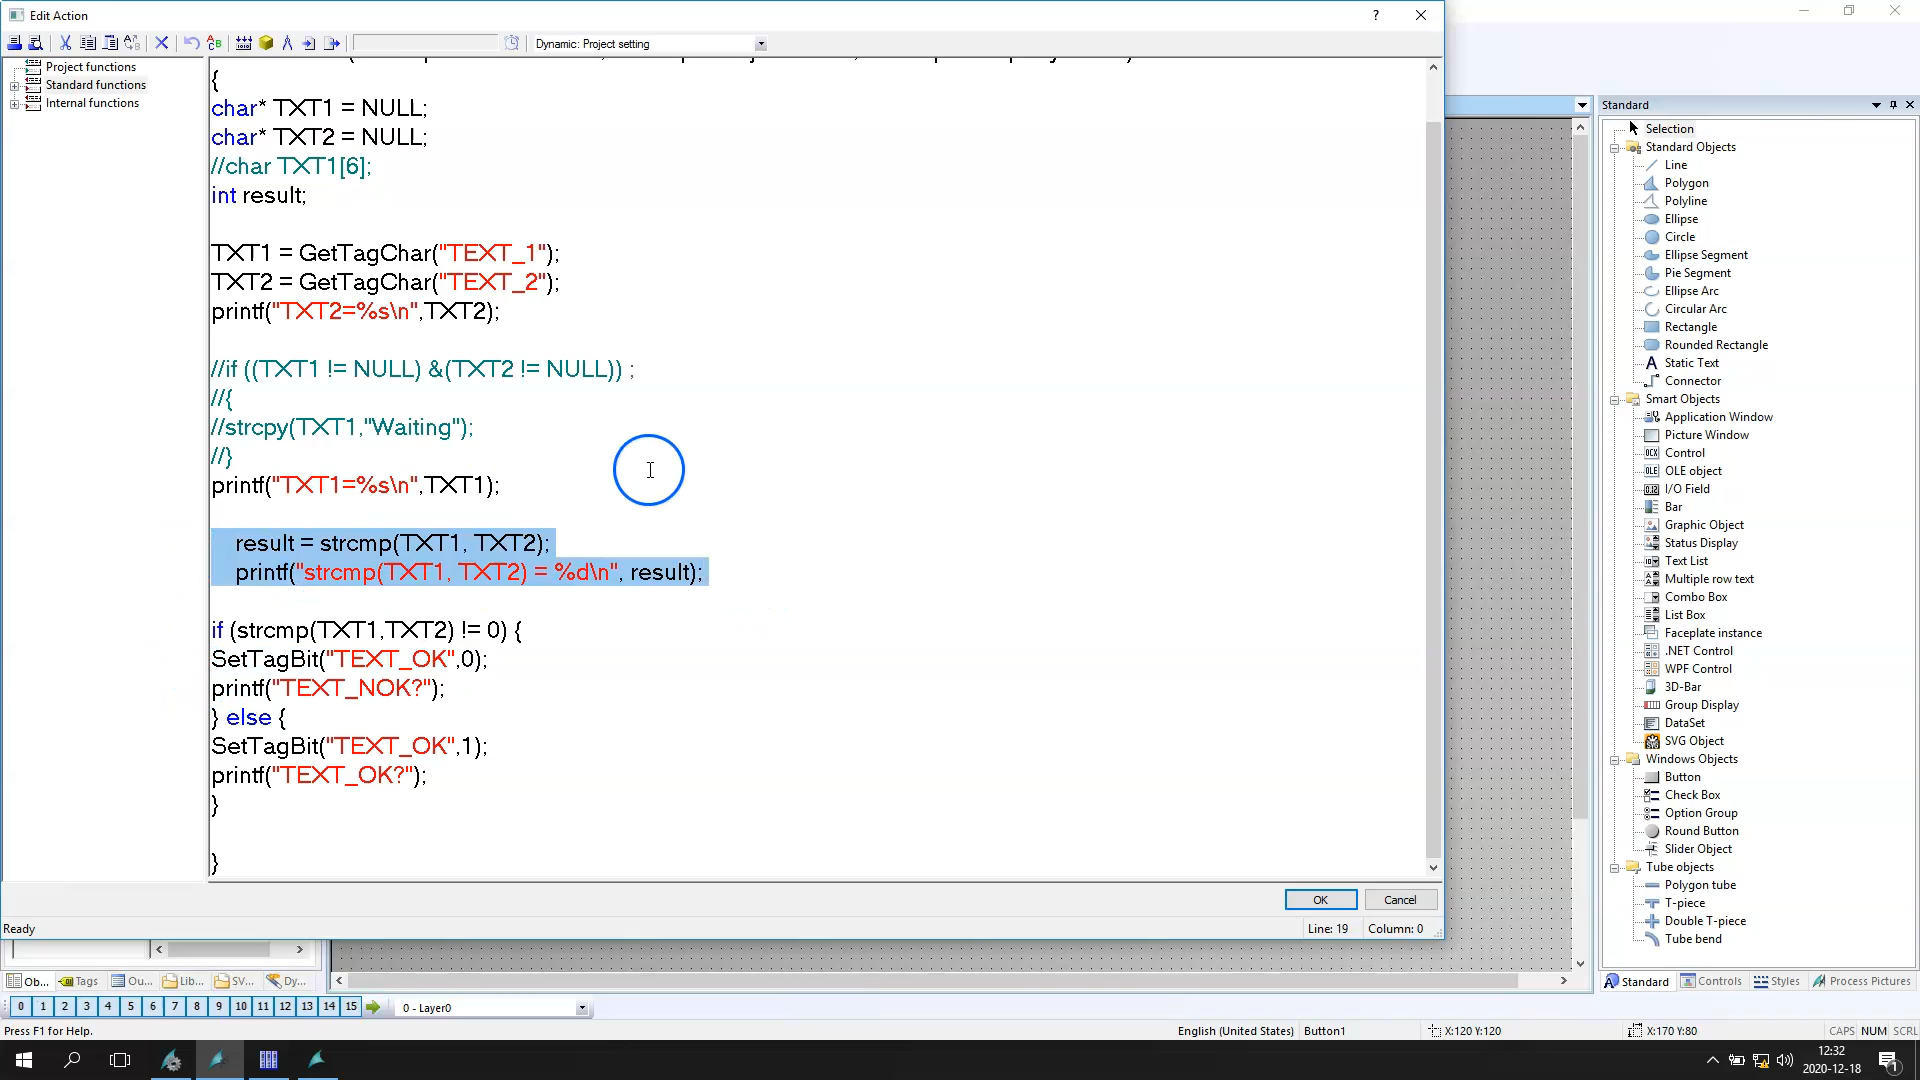 Edit Action
?
Dynamic: Project setting
Project functions
Standard functions
Internal functions
{
char* TXT1 = NULL;
char* TXT2 = NULL;
//char TXT1[6];
int result;
TXT1 = GetTagChar("TEXT_1");
TXT2 = GetTagChar("TEXT_2");
printf("TXT2=%s\n",TXT2);
//if ((TXT1 != NULL) &(TXT2 != NULL)) ;
//{
//strcpy(TXT1,"Waiting");
//}
printf("TXT1=%s\n",TXT1);
result = strcmp(TXT1, TXT2);
printf("strcmp(TXT1, TXT2) = %d\n", result);
if (strcmp(TXT1,TXT2) != 0) {
SetTagBit("TEXT_OK",0);
printf("TEXT_NOK?");
} else {
SetTagBit("TEXT_OK",1);
printf("TEXT_OK?");
}
}
OK
Cancel
Ready
Line: 19
Column: 0
Standard
Selection
Standard Objects
Line
Polygon
Polyline
Ellipse
Circle
Ellipse Segment
Pie Segment
Ellipse Arc
Circular Arc
Rectangle
Rounded Rectangle
Static Text
Connector
Smart Objects
Application Window
Picture Window
Control
OLE object
I/O Field
Bar
Graphic Object
Status Display
Text List
Multiple row text
Combo Box
List Box
Faceplate instance
.NET Control
WPF Control
3D-Bar
Group Display
DataSet
SVG Object
Windows Objects
Button
Check Box
Option Group
Round Button
Slider Object
Tube objects
Polygon tube
T-piece
Double T-piece
Tube bend
Ob...
Tags
Ou...
Lib...
SV...
Dy...
Standard
Controls
Styles
Process Pictures
0 1 2 3 4 5 6 7 8 9 10 11 12 13 14 15
0 - Layer0
Press F1 for Help.
English (United States)
Button1
X:120 Y:120
X:170 Y:80
CAPS NUM SCRL
12:32
2020-12-18
1